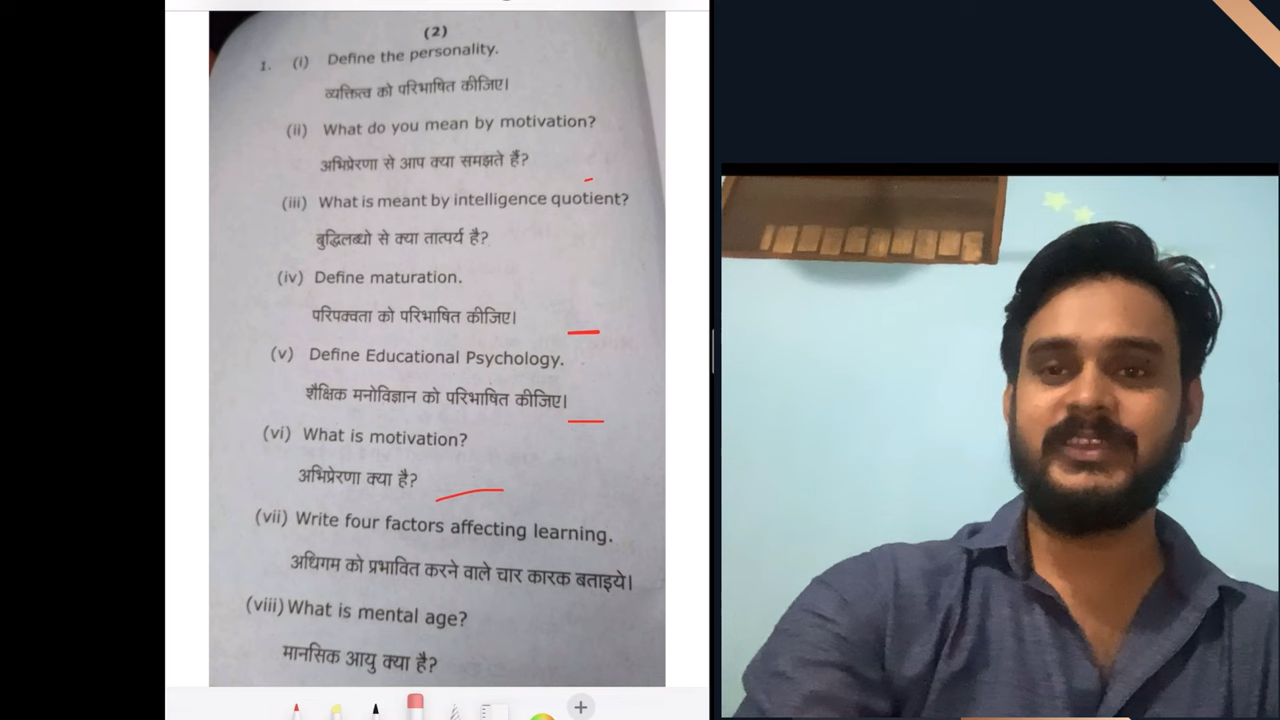 (2)
1. (i) Define the personality.
व्यक्तित्व को परिभाषित कीजिए।
(ii) What do you mean by motivation?
अभिप्रेरणा से आप क्या समझते हैं?
(iii) What is meant by intelligence quotient?
बुद्धिलब्धो से क्या तात्पर्य है?
(iv) Define maturation.
परिपक्वता को परिभाषित कीजिए।
(v) Define Educational Psychology.
शैक्षिक मनोविज्ञान को परिभाषित कीजिए।
(vi) What is motivation?
अभिप्रेरणा क्या है?
(vii) Write four factors affecting learning.
अधिगम को प्रभावित करने वाले चार कारक बताइये।
(viii) What is mental age?
मानसिक आयु क्या है?